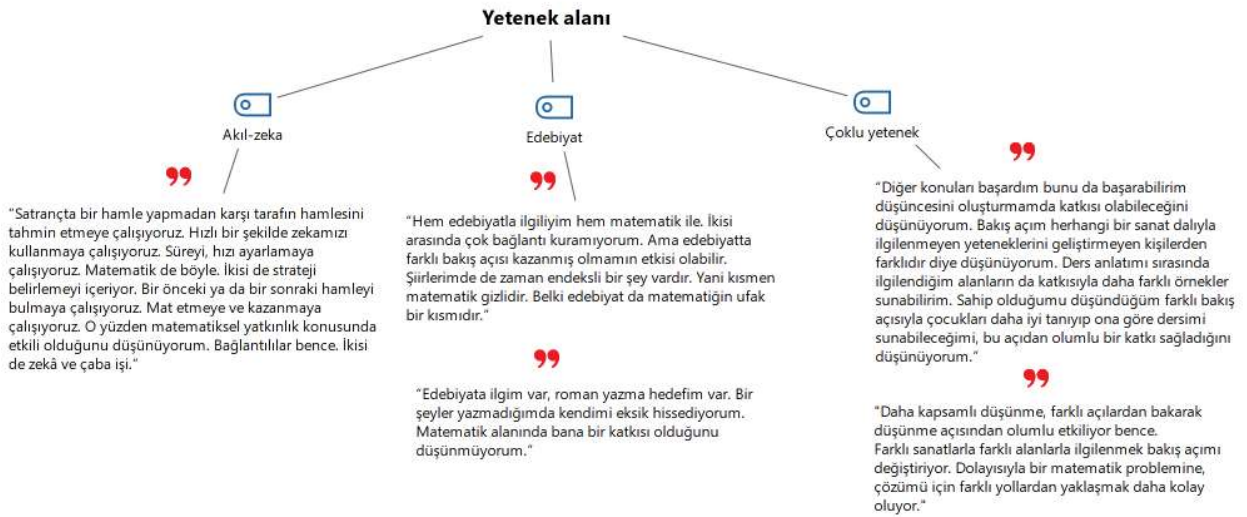 Yetenek alanı
Akıl-zeka
Edebiyat
Çoklu yetenek
"Satrançta bir hamle yapmadan karşı tarafın hamlesini
tahmin etmeye çalışıyoruz. Hızlı bir şekilde zekamızı
kullanmaya çalışıyoruz. Süreyi, hızı ayarlamaya
çalışıyoruz. Matematik de böyle. İkisi de strateji
belirlemeyi içeriyor. Bir önceki ya da bir sonraki hamleyi
bulmaya çalışıyoruz. Mat etmeye ve kazanmaya
çalışıyoruz. O yüzden matematiksel yatkınlık konusunda
etkili olduğunu düşünüyorum. Bağlantılılar bence. İkisi
de zekâ ve çaba işi."
"Hem edebiyatla ilgiliyim hem matematik ile. İkisi
arasında çok bağlantı kuramıyorum. Ama edebiyatta
farklı bakış açısı kazanmış olmamın etkisi olabilir.
Şiirlerimde de zaman endeksli bir şey vardır. Yani kısmen
matematik gizlidir. Belki edebiyat da matematiğin ufak
bir kısmıdır."
"Edebiyata ilgim var, roman yazma hedefim var. Bir
şeyler yazmadığımda kendimi eksik hissediyorum.
Matematik alanında bana bir katkısı olduğunu
düşünmüyorum."
"Diğer konuları başardım bunu da başarabilirim
düşüncesini oluşturmamda katkısı olabileceğini
düşünüyorum. Bakış açım herhangi bir sanat dalıyla
ilgilenmeyen yeteneklerini geliştirmeyen kişilerden
farklıdır diye düşünüyorum. Ders anlatımı sırasında
ilgilendiğim alanların da katkısıyla daha farklı örnekler
sunabilirim. Sahip olduğumu düşündüğüm farklı bakış
açısıyla çocukları daha iyi tanıyıp ona göre dersimi
sunabileceğimi, bu açıdan olumlu bir katkı sağladığını
düşünüyorum."
"Daha kapsamlı düşünme, farklı açılardan bakarak
düşünme açısından olumlu etkiliyor bence.
Farklı sanatlarla farklı alanlarla ilgilenmek bakış açımı
değiştiriyor. Dolayısıyla bir matematik problemine,
çözümü için farklı yollardan yaklaşmak daha kolay
oluyor."